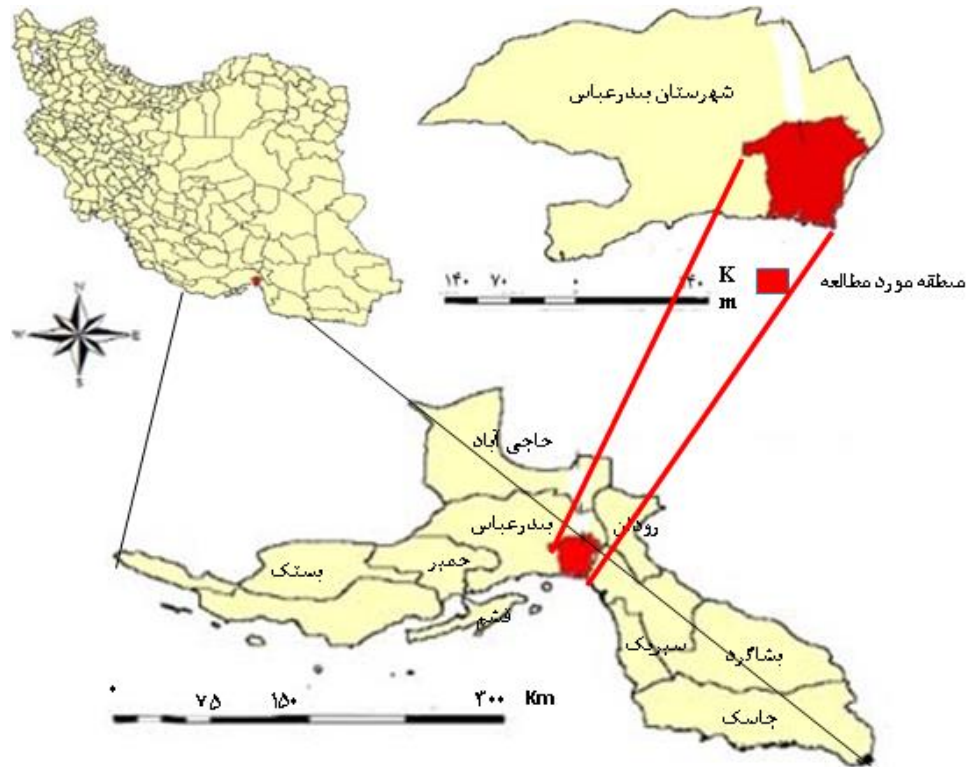 شهرستان بندرعباس
۱۴۰ ۷۰ ۰ ۱۴۰ K
m
منطقه مورد مطالعه
N
W E
S
حاجی آباد
بندرعباس
رودان
بستک
خمیر
قشم
سیریک
بشاگرد
جاسک
۰ ۷۵ ۱۵۰ ۳۰۰ Km